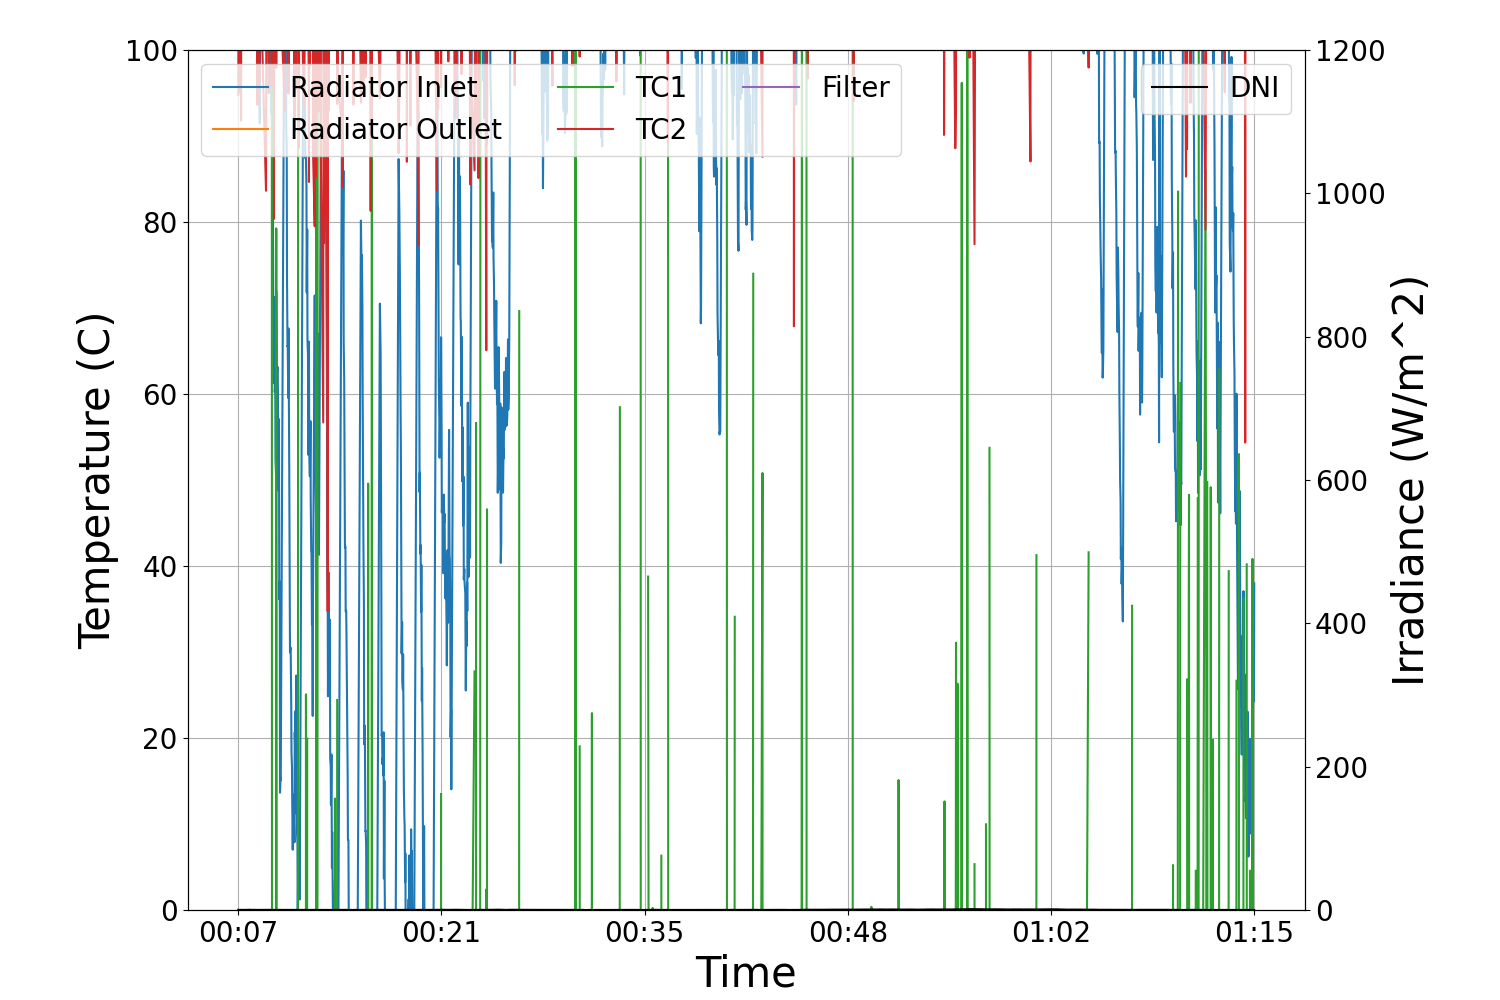 100
80
60
40
20
0
Temperature (C)
Radiator Inlet
Radiator Outlet
TC1
TC2
Filter
DNI
1200
1000
800
600
400
200
0
Irradiance (W/m^2)
00:07 00:21 00:35 00:48 01:02 01:15
Time